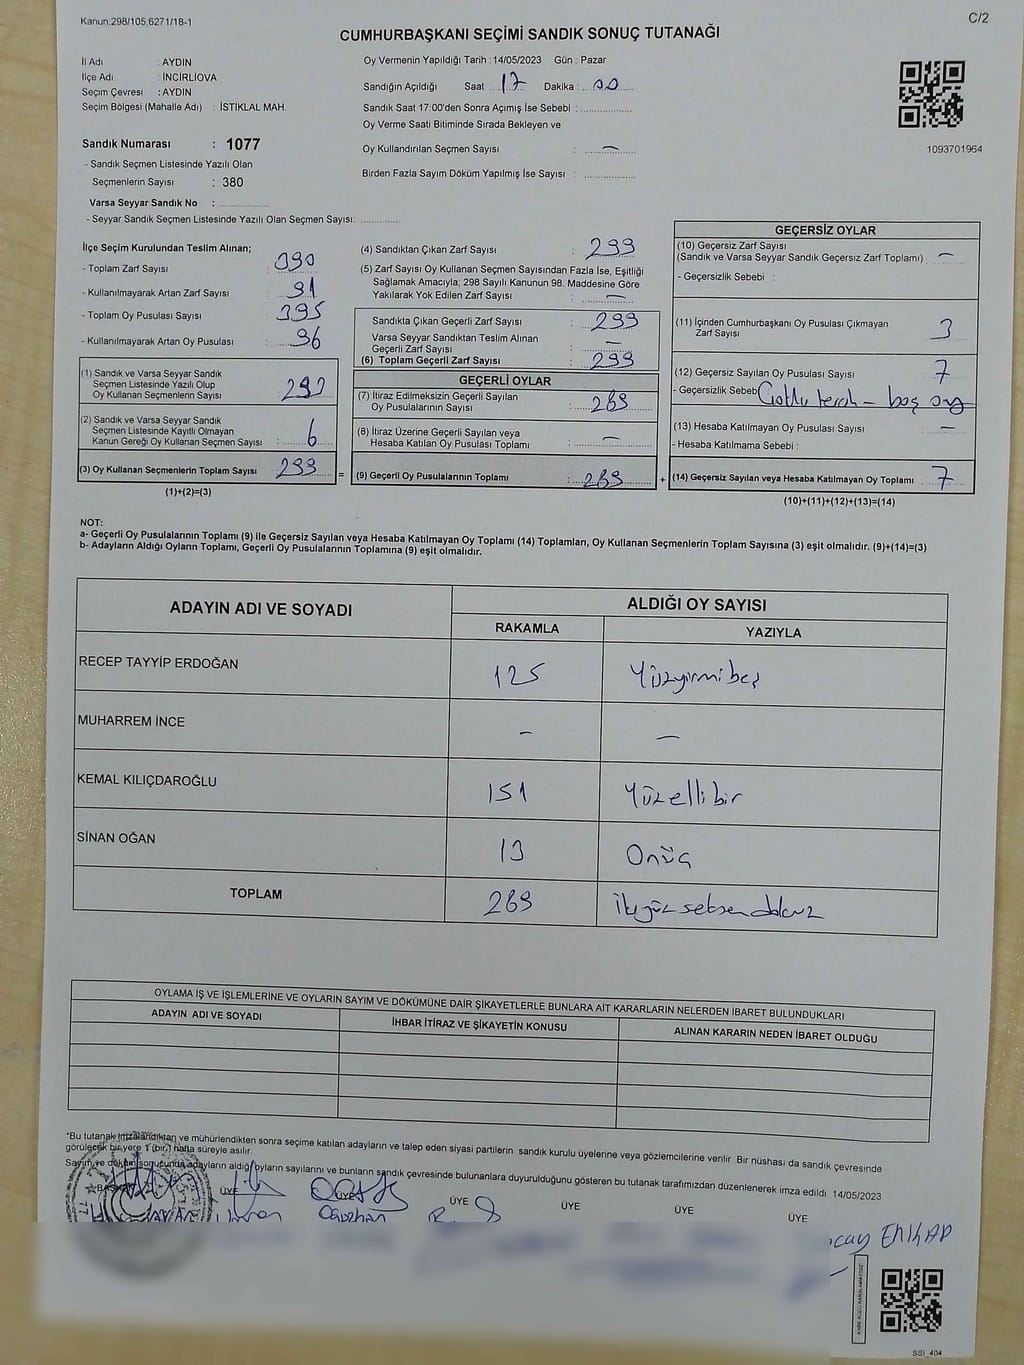 Kanun:298/105,6271/18-1
C/2
CUMHURBAŞKANI SEÇİMİ SANDIK SONUÇ TUTANAĞI
İl Adı : AYDIN
İlçe Adı : İNCİRLİOVA
Seçim Çevresi : AYDIN
Seçim Bölgesi (Mahalle Adı) : İSTİKLAL MAH.
Sandık Numarası : 1077
- Sandık Seçmen Listesinde Yazılı Olan
Seçmenlerin Sayısı : 380
Varsa Seyyar Sandık No :
- Seyyar Sandık Seçmen Listesinde Yazılı Olan Seçmen Sayısı:
Oy Vermenin Yapıldığı Tarih : 14/05/2023 Gün : Pazar
Sandığın Açıldığı Saat 17 Dakika : 00
Sandık Saat 17:00'den Sonra Açımış İse Sebebi :
Oy Verme Saati Bitiminde Sırada Bekleyen ve
Oy Kullandırılan Seçmen Sayısı : —
Birden Fazla Sayım Döküm Yapılmış İse Sayısı :
1093701964
İlçe Seçim Kurulundan Teslim Alınan;
- Toplam Zarf Sayısı : 390
- Kullanılmayarak Artan Zarf Sayısı : 91
- Toplam Oy Pusulası Sayısı : 395
- Kullanılmayarak Artan Oy Pusulası : 96
(1) Sandık ve Varsa Seyyar Sandık
Seçmen Listesinde Yazılı Olup
Oy Kullanan Seçmenlerin Sayısı :
(2) Sandık ve Varsa Seyyar Sandık
Seçmen Listesinde Kayıtlı Olmayan
Kanun Gereği Oy Kullanan Seçmen Sayısı : 6
(3) Oy Kullanan Seçmenlerin Toplam Sayısı 299
(1)+(2)=(3)
(4) Sandıktan Çıkan Zarf Sayısı : 299
(5) Zarf Sayısı Oy Kullanan Seçmen Sayısından Fazla İse, Eşitliği
Sağlamak Amacıyla; 298 Sayılı Kanunun 98. Maddesine Göre
Yakılarak Yok Edilen Zarf Sayısı : —
Sandıkta Çıkan Geçerli Zarf Sayısı : 299
Varsa Seyyar Sandıktan Teslim Alınan
Geçerli Zarf Sayısı : —
(6) Toplam Geçerli Zarf Sayısı : 299
GEÇERLİ OYLAR
(7) İtiraz Edilmeksizin Geçerli Sayılan
Oy Pusulalarının Sayısı : 289
(8) İtiraz Üzerine Geçerli Sayılan veya
Hesaba Katılan Oy Pusulası Toplamı : —
= (9) Geçerli Oy Pusulalarının Toplamı : 289
GEÇERSİZ OYLAR
(10) Geçersiz Zarf Sayısı
(Sandık ve Varsa Seyyar Sandık Geçersiz Zarf Toplamı) : —
- Geçersizlik Sebebi :
(11) İçinden Cumhurbaşkanı Oy Pusulası Çıkmayan
Zarf Sayısı : 3
(12) Geçersiz Sayılan Oy Pusulası Sayısı : 7
- Geçersizlik Sebebi boş oy
(13) Hesaba Katılmayan Oy Pusulası Sayısı : —
- Hesaba Katılmama Sebebi :
+ (14) Geçersiz Sayılan veya Hesaba Katılmayan Oy Toplamı : 7
(10)+(11)+(12)+(13)=(14)
NOT:
a- Geçerli Oy Pusulalarının Toplamı (9) ile Geçersiz Sayılan veya Hesaba Katılmayan Oy Toplamı (14) Toplamları, Oy Kullanan Seçmenlerin Toplam Sayısına (3) eşit olmalıdır. (9)+(14)=(3)
b- Adayların Aldığı Oyların Toplamı, Geçerli Oy Pusulalarının Toplamına (9) eşit olmalıdır.
ADAYIN ADI VE SOYADI
ALDIĞI OY SAYISI
RAKAMLA YAZIYLA
RECEP TAYYİP ERDOĞAN 125 Yüzyirmibeş
MUHARREM İNCE – —
KEMAL KILIÇDAROĞLU 151 Yüzellibir
SİNAN OĞAN 13 Onüç
TOPLAM 289 İkiyüz seksen dokuz
OYLAMA İŞ VE İŞLEMLERİNE VE OYLARIN SAYIM VE DÖKÜMÜNE DAİR ŞİKAYETLERLE BUNLARA AİT KARARLARIN NELERDEN İBARET BULUNDUKLARI
ADAYIN ADI VE SOYADI İHBAR İTİRAZ VE ŞİKAYETİN KONUSU ALINAN KARARIN NEDEN İBARET OLDUĞU
"Bu tutanak İmzalandıktan ve mühürlendikten sonra seçime katılan adayların ve talep eden siyasi partilerin sandık kurulu üyelerine veya gözlemcilerine verilir. Bir nüshası da sandık çevresinde
görülecek bir yere 1 (bir) hafta süreyle asılır.
Sayım ve döküm sonucunda adayların aldığı oyların sayılarını ve bunların sandık çevresinde bulunanlara duyurulduğunu gösteren bu tutanak tarafımızdan düzenlenerek imza edildi. 14/05/2023
ÜYE ÜYE ÜYE ÜYE ÜYE ÜYE
Oğuzhan
SSI_404